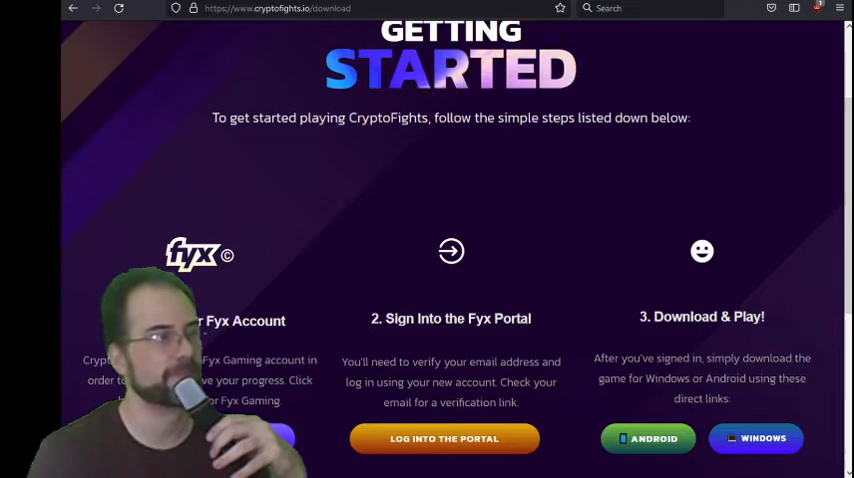 https://www.cryptofights.io/download
Search
1
GETTING
STARTED
To get started playing CryptoFights, follow the simple steps listed down below:
fyx ©
r Fyx Account
Fyx Gaming account in
order to
ve your progress. Click
or Fyx Gaming.
2. Sign Into the Fyx Portal
You'll need to verify your email address and
log in using your new account. Check your
email for a verification link.
LOG INTO THE PORTAL
3. Download & Play!
After you've signed in, simply download the
game for Windows or Android using these
direct links:
ANDROID
WINDOWS